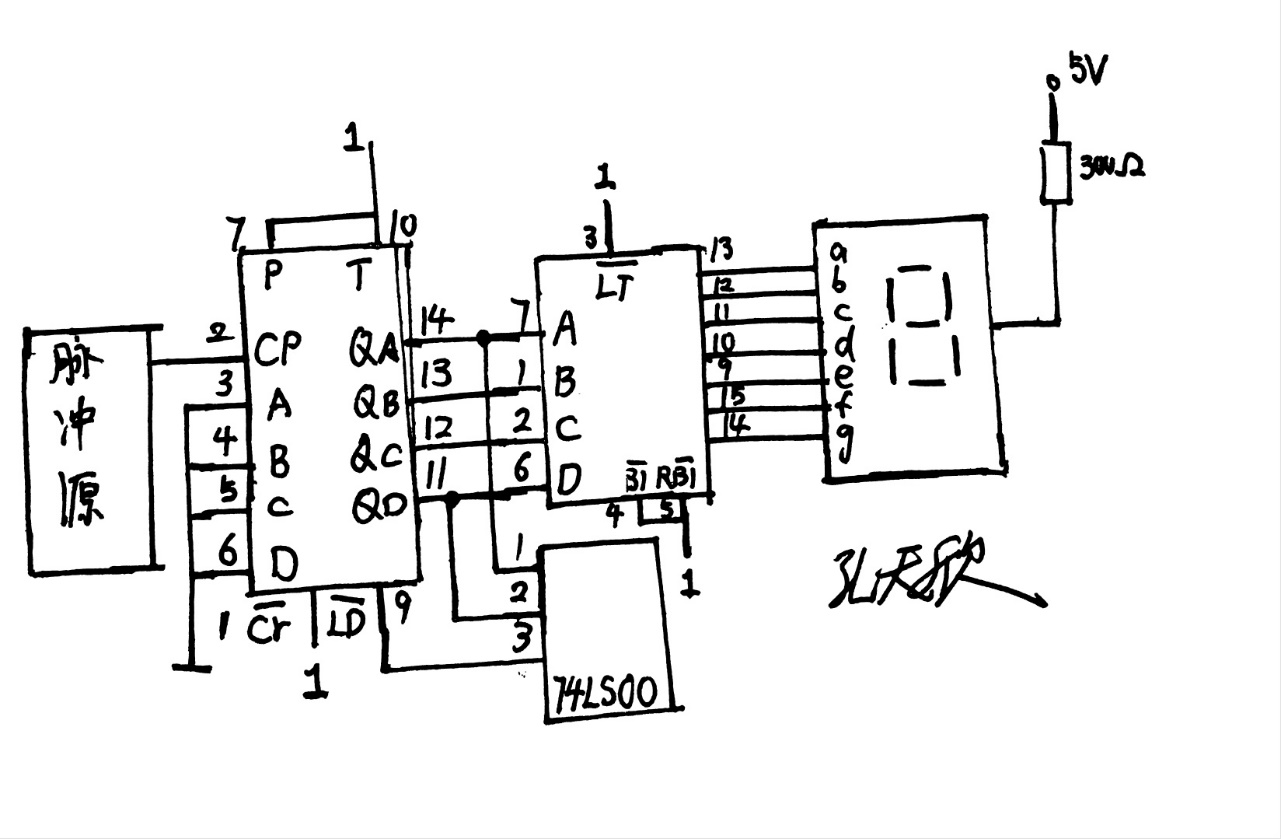 5V
300Ω
1
1
7
10
3
13
P
T
LT
a
12
b
脉
冲
源
2
CP
QA
14
7
A
11
c
3
A
QB
13
1
B
10
d
4
B
QC
12
2
C
9
e
5
C
QD
11
6
D
15
f
6
D
BI
RBI
14
g
4
5
1
1
Cr
LD
9
1
1
2
3
74LS00